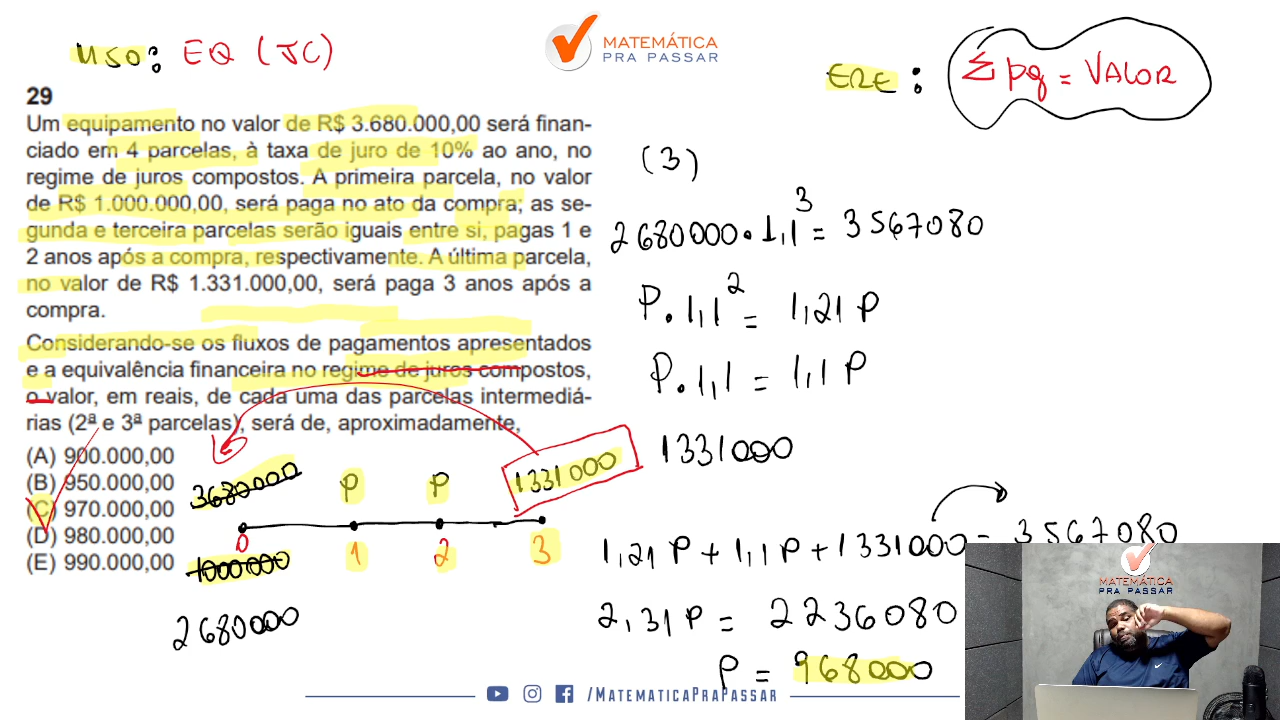 USO: EQ (JC)
MATEMÁTICA
PRA PASSAR
ERE: Σ pg = VALOR
29
Um equipamento no valor de R$ 3.680.000,00 será finan-
ciado em 4 parcelas, à taxa de juro de 10% ao ano, no
regime de juros compostos. A primeira parcela, no valor
de R$ 1.000.000,00, será paga no ato da compra; as se-
gunda e terceira parcelas serão iguais entre si, pagas 1 e
2 anos após a compra, respectivamente. A última parcela,
no valor de R$ 1.331.000,00, será paga 3 anos após a
compra.
Considerando-se os fluxos de pagamentos apresentados
e a equivalência financeira no regime de juros compostos,
o valor, em reais, de cada uma das parcelas intermediá-
rias (2ª e 3ª parcelas), será de, aproximadamente,
(A) 900.000,00
(B) 950.000,00
(C) 970.000,00
(D) 980.000,00
(E) 990.000,00
3680000 P P 1331000
0 1 2 3
1000000
2680000
(3)
2680000 • 1,1³ = 3567080
P. 1,1² = 1,21 P
P. 1,1 = 1,1 P
1331000
1,21 P + 1,1 P + 1331000 = 3567080
2,31 P = 2236080
P = 968000
MATEMÁTICA
PRA PASSAR
/MATEMATICAPRAPASSAR